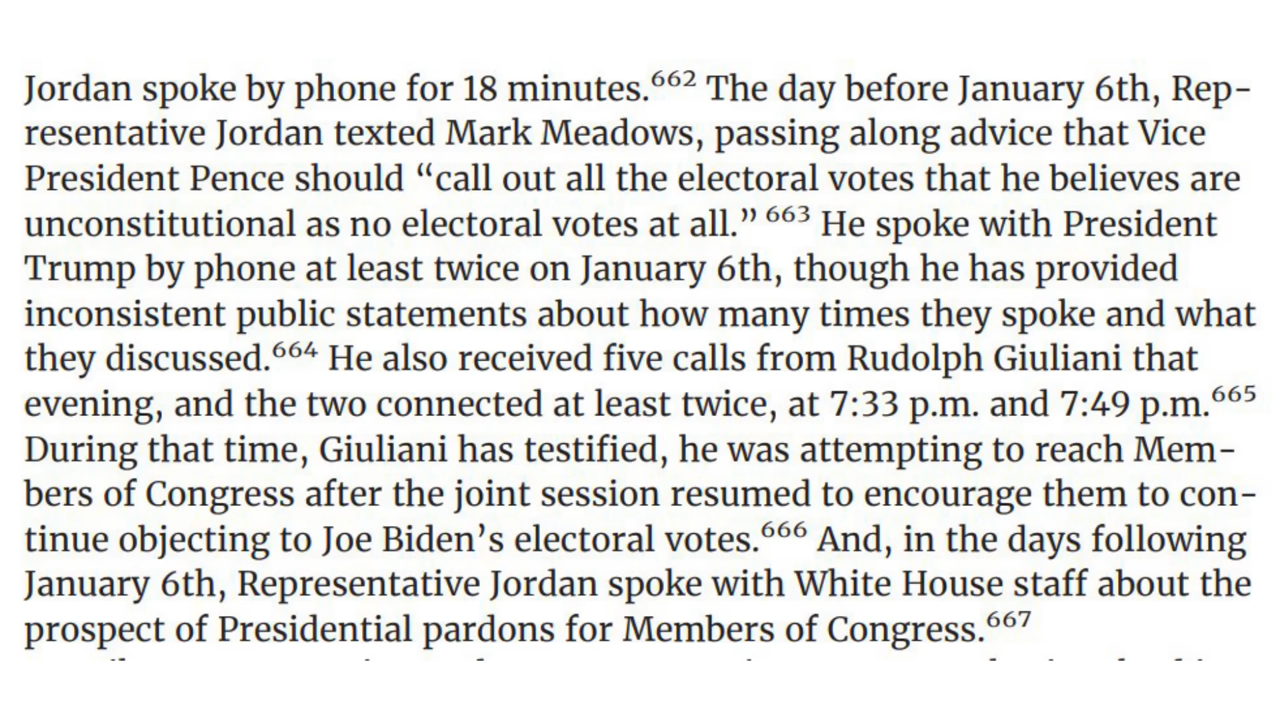 Jordan spoke by phone for 18 minutes.⁶⁶² The day before January 6th, Rep-
resentative Jordan texted Mark Meadows, passing along advice that Vice
President Pence should “call out all the electoral votes that he believes are
unconstitutional as no electoral votes at all.” ⁶⁶³ He spoke with President
Trump by phone at least twice on January 6th, though he has provided
inconsistent public statements about how many times they spoke and what
they discussed.⁶⁶⁴ He also received five calls from Rudolph Giuliani that
evening, and the two connected at least twice, at 7:33 p.m. and 7:49 p.m.⁶⁶⁵
During that time, Giuliani has testified, he was attempting to reach Mem-
bers of Congress after the joint session resumed to encourage them to con-
tinue objecting to Joe Biden’s electoral votes.⁶⁶⁶ And, in the days following
January 6th, Representative Jordan spoke with White House staff about the
prospect of Presidential pardons for Members of Congress.⁶⁶⁷